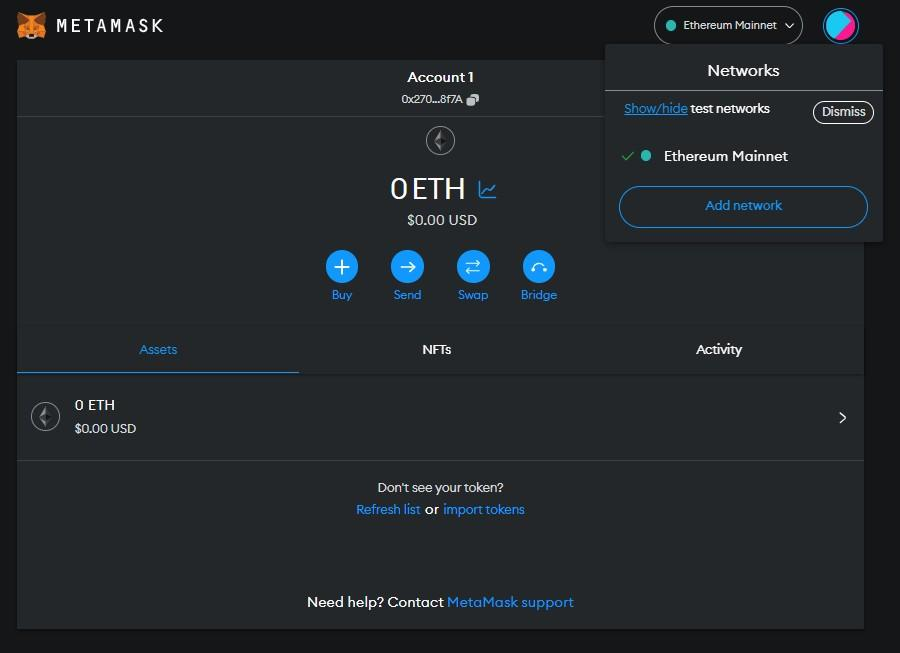 METAMASK
Ethereum Mainnet
Account 1
0x270...8f7A
0 ETH
$0.00 USD
Buy
Send
Swap
Bridge
Networks
Show/hide test networks
Dismiss
Ethereum Mainnet
Add network
Assets
NFTs
Activity
0 ETH
$0.00 USD
Don't see your token?
Refresh list or import tokens
Need help? Contact MetaMask support